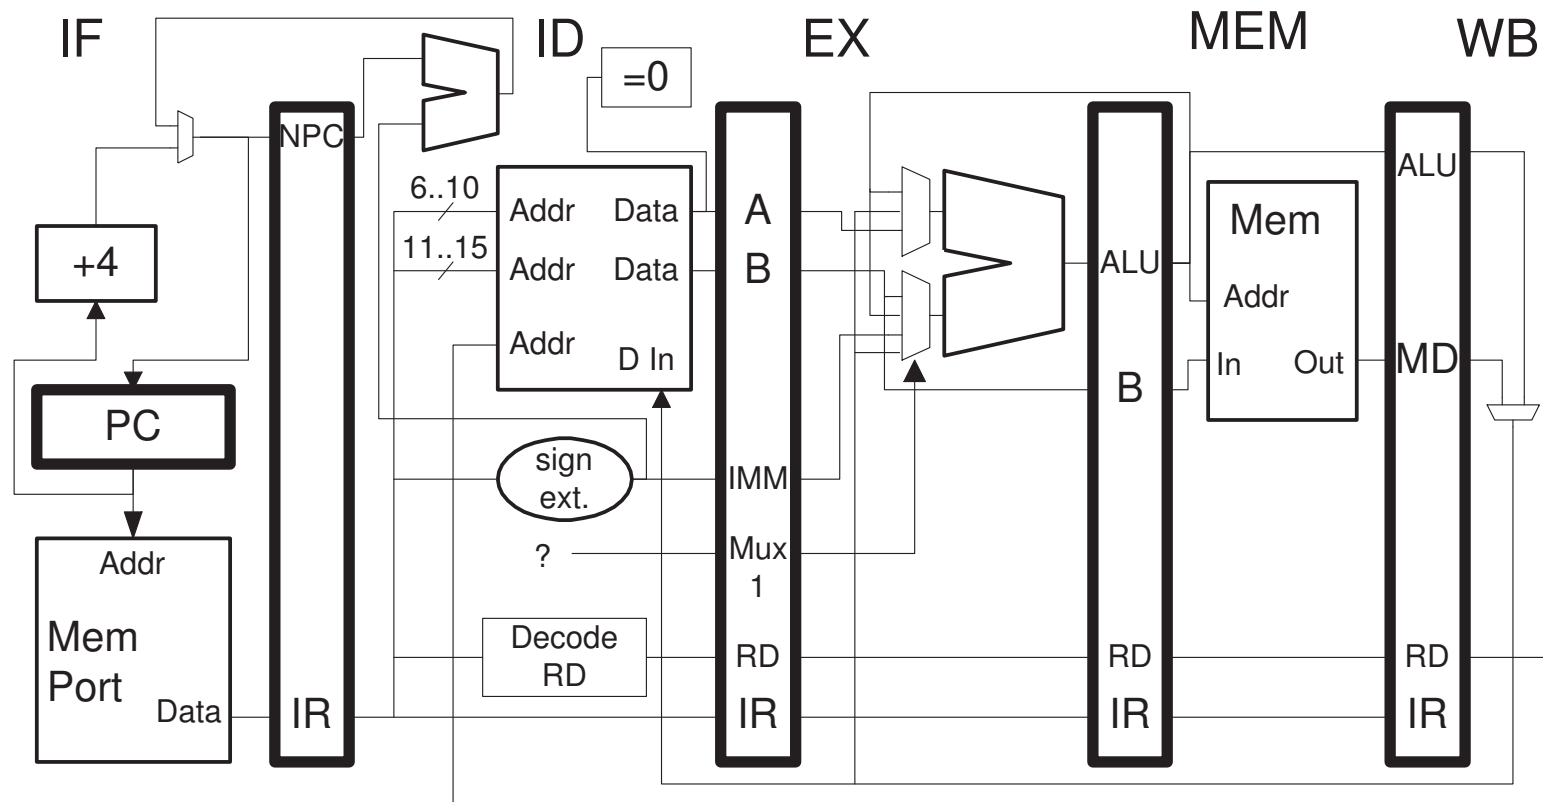 IF
ID
EX
MEM
WB
=0
NPC
6..10
11..15
Addr
Data
Addr
Data
Addr
D In
A
B
+4
PC
sign
ext.
IMM
?
Mux
1
Addr
Mem
Port
Data
IR
Decode
RD
RD
IR
ALU
B
RD
IR
Mem
Addr
In
Out
ALU
MD
RD
IR